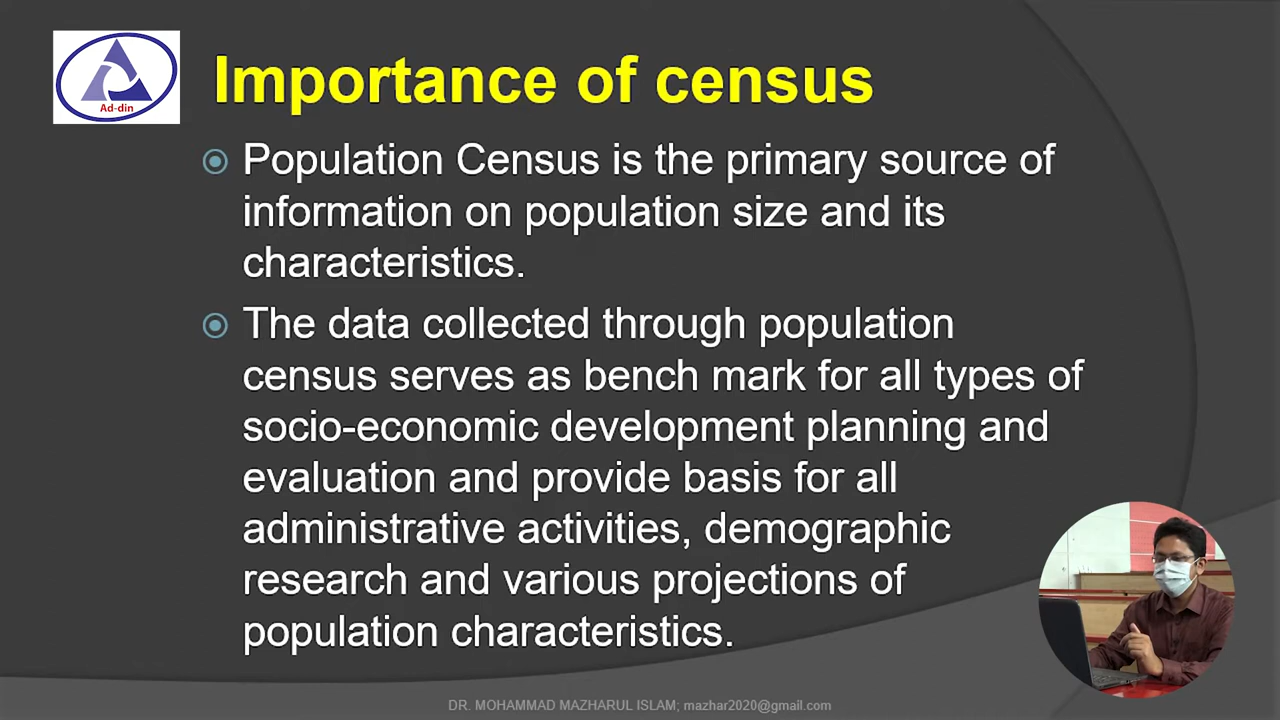 Ad-din
Importance of census
Population Census is the primary source of
information on population size and its
characteristics.
The data collected through population
census serves as bench mark for all types of
socio-economic development planning and
evaluation and provide basis for all
administrative activities, demographic
research and various projections of
population characteristics.
DR. MOHAMMAD MAZHARUL ISLAM; mazhar2020@gmail.com